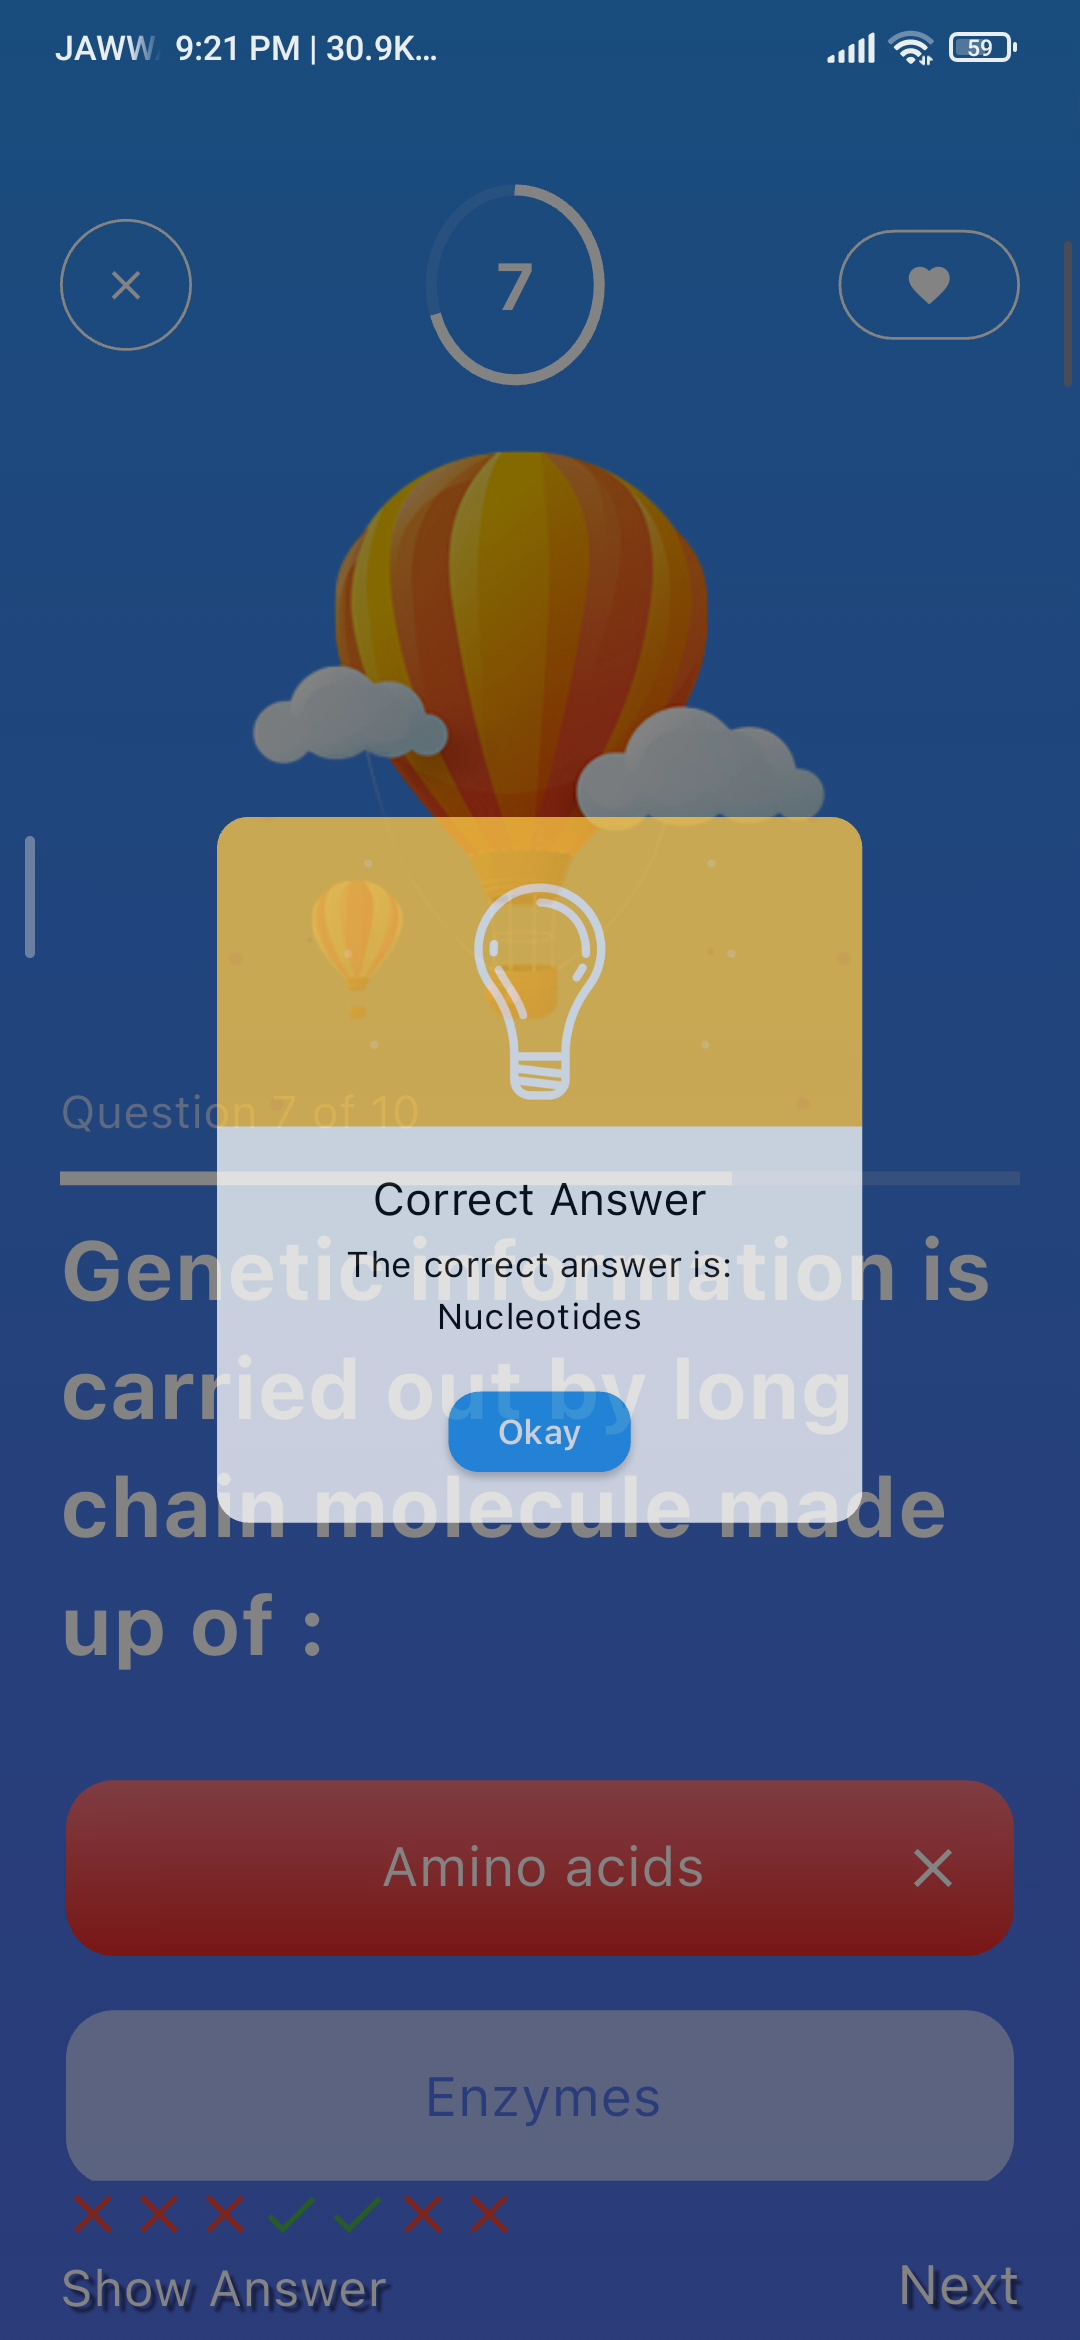 JAWW 9:21 PM | 30.9K... 59
7
Question 7 of 10
Correct Answer
The correct answer is:
Nucleotides
Okay
Genetic information is
carried out by long
chain molecule made
up of :
Amino acids
Enzymes
Show Answer
Next